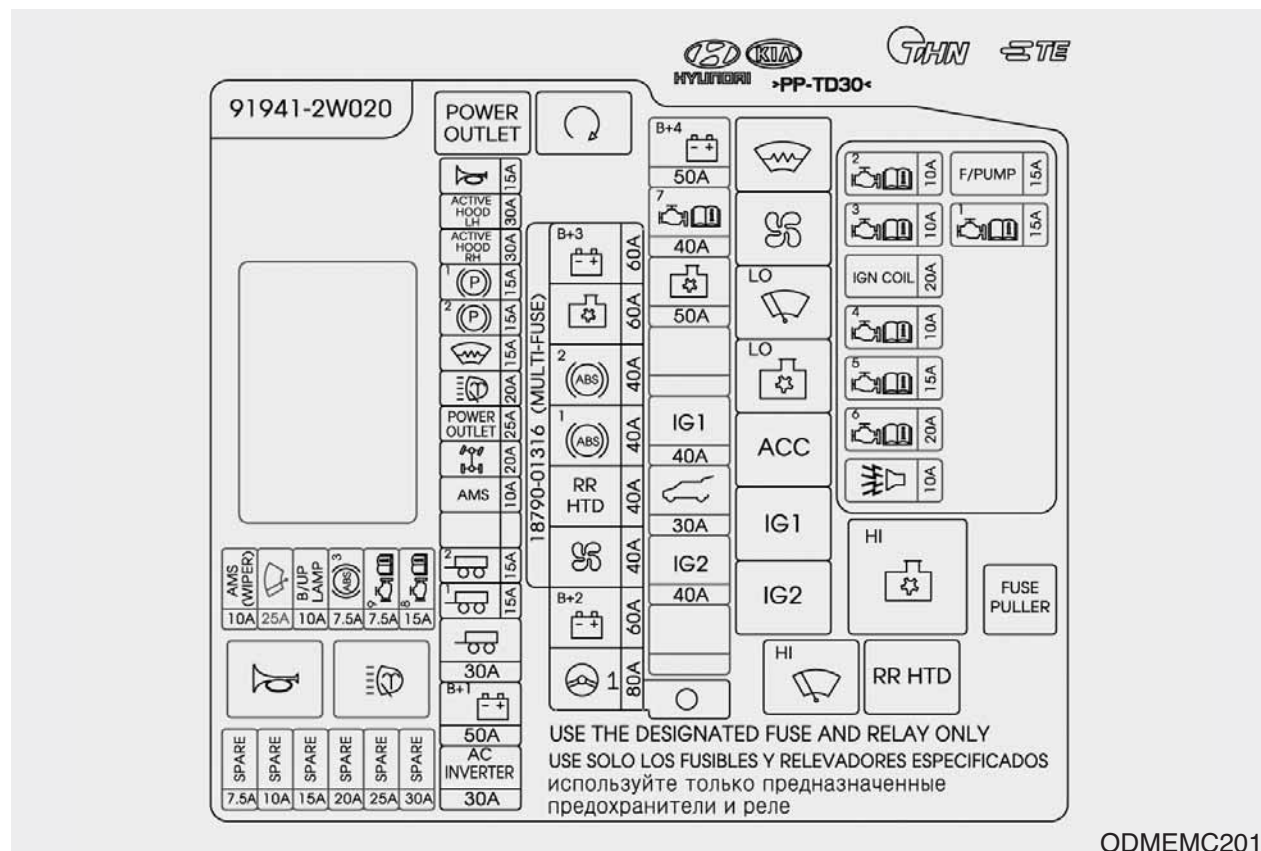 HYUNDAI
KIA
THN
TE
>PP-TD30<
91941-2W020
POWER
OUTLET
15A
ACTIVE
HOOD
LH
30A
ACTIVE
HOOD
RH
30A
1
P
15A
2
P
15A
15A
20A
POWER
OUTLET
25A
20A
AMS
10A
2
15A
1
15A
30A
B+1
- +
50A
AC
INVERTER
30A
AMS
(WIPER)
10A
25A
B/UP
LAMP
10A
3
ABS
7.5A
9
7.5A
8
15A
SPARE
7.5A
SPARE
10A
SPARE
15A
SPARE
20A
SPARE
25A
SPARE
30A
18790-01316 (MULTI-FUSE)
B+3
- +
60A
60A
2
ABS
40A
1
ABS
40A
RR
HTD
40A
40A
B+2
- +
60A
1
80A
B+4
- +
50A
7
40A
50A
IG1
40A
30A
IG2
40A
LO
LO
ACC
IG1
IG2
HI
RR HTD
HI
FUSE
PULLER
2
10A
F/PUMP
15A
3
10A
1
15A
IGN COIL
20A
4
10A
5
15A
6
20A
10A
USE THE DESIGNATED FUSE AND RELAY ONLY
USE SOLO LOS FUSIBLES Y RELEVADORES ESPECIFICADOS
используйте только предназначенные
предохранители и реле
ODMEMC201